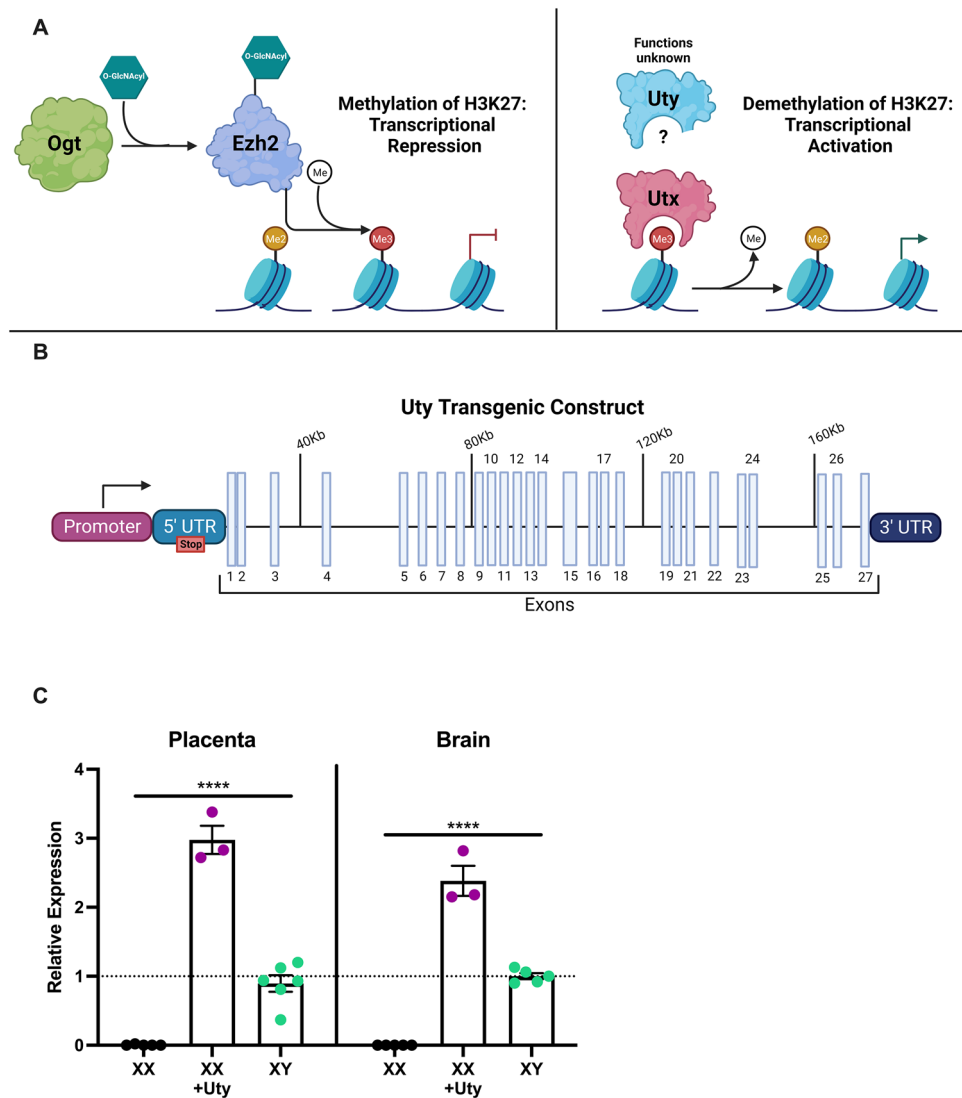 A
O-GlcNAcyl
O-GlcNAcyl
Ogt
Ezh2
Methylation of H3K27:
Transcriptional
Repression
Me
Me2
Me3
Functions
unknown
Uty
?
Demethylation of H3K27:
Transcriptional
Activation
Utx
Me3
Me
Me2
B
Uty Transgenic Construct
40Kb
80Kb
120Kb
160Kb
10
12
14
17
20
24
26
Promoter
5' UTR
Stop
3' UTR
1
2
3
4
5
6
7
8
9
11
13
15
16
18
19
21
22
23
25
27
Exons
C
Placenta
Brain
Relative Expression
4
3
2
1
0
****
****
XX
XX
+Uty
XY
XX
XX
+Uty
XY